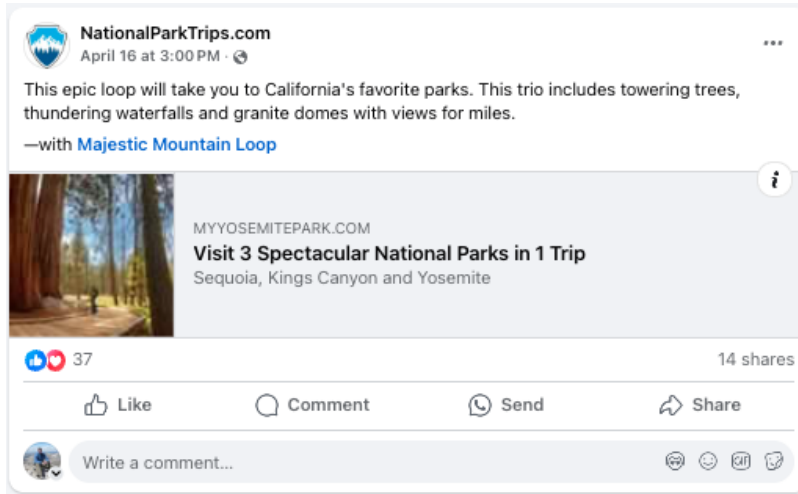 NationalParkTrips.com
April 16 at 3:00 PM ·
This epic loop will take you to California's favorite parks. This trio includes towering trees,
thundering waterfalls and granite domes with views for miles.
—with Majestic Mountain Loop
i
MYYOSEMITEPARK.COM
Visit 3 Spectacular National Parks in 1 Trip
Sequoia, Kings Canyon and Yosemite
37
14 shares
Like
Comment
Send
Share
Write a comment...
GIF